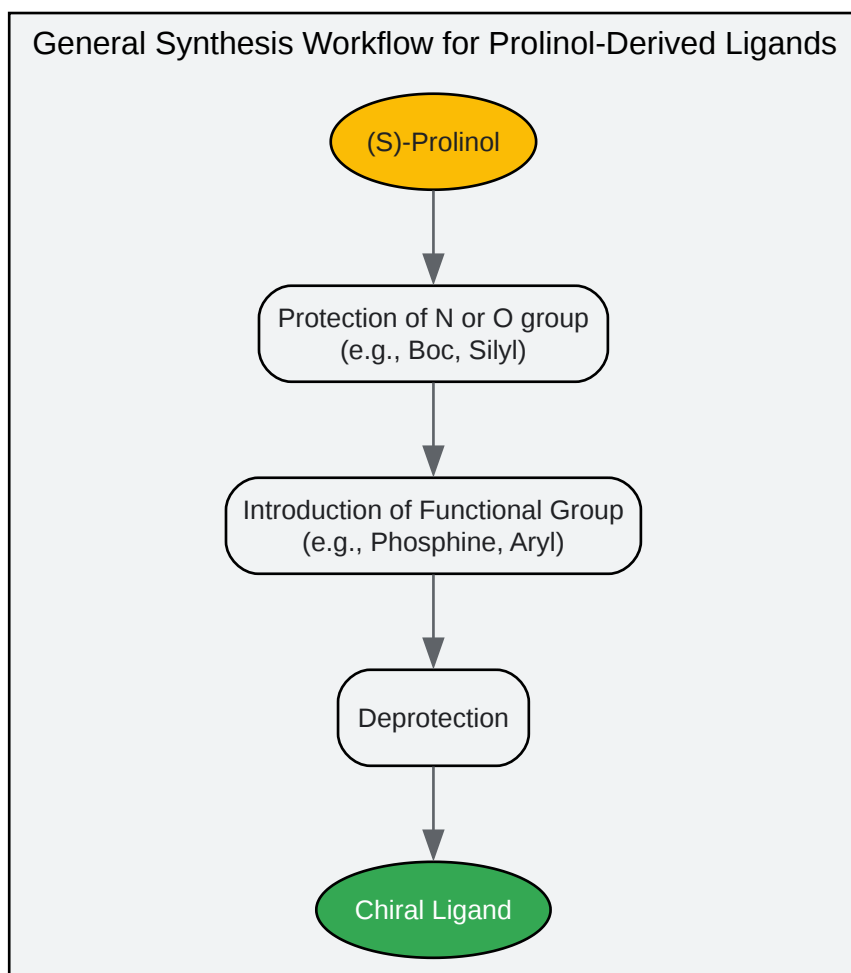 General Synthesis Workflow for Prolinol-Derived Ligands
(S)-Prolinol
Protection of N or O group
(e.g., Boc, Silyl)
Introduction of Functional Group
(e.g., Phosphine, Aryl)
Deprotection
Chiral Ligand